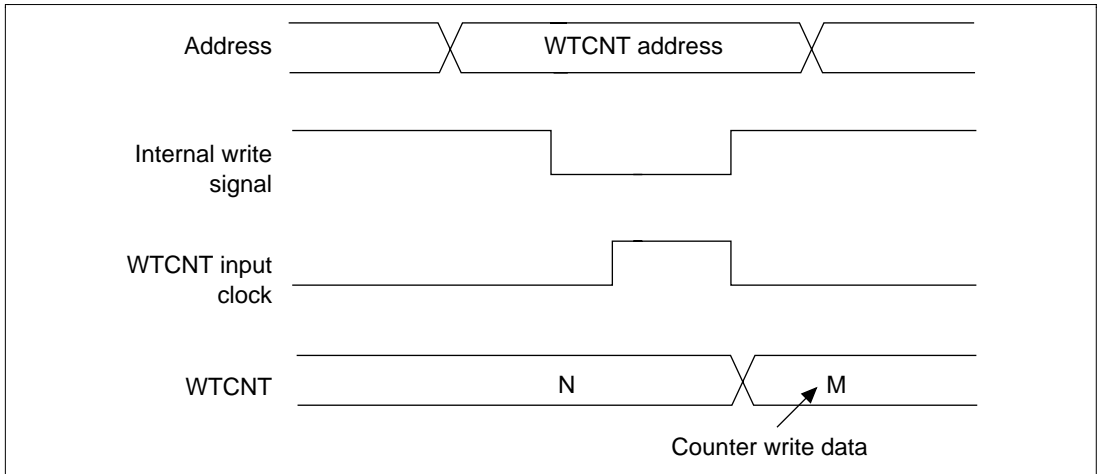 Address
WTCNT address
Internal write
signal
WTCNT input
clock
WTCNT
N
M
Counter write data